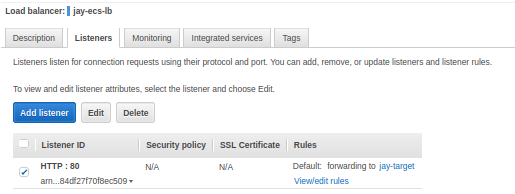 Load balancer: jay-ecs-lb
Description Listeners Monitoring Integrated services Tags
Listeners listen for connection requests using their protocol and port. You can add, remove, or update listeners and listener rules.
To view and edit listener attributes, select the listener and choose Edit.
Add listener Edit Delete
Listener ID Security policy SSL Certificate Rules
HTTP : 80 N/A N/A Default: forwarding to jay-target
arn...84df27f70f8ec509 View/edit rules